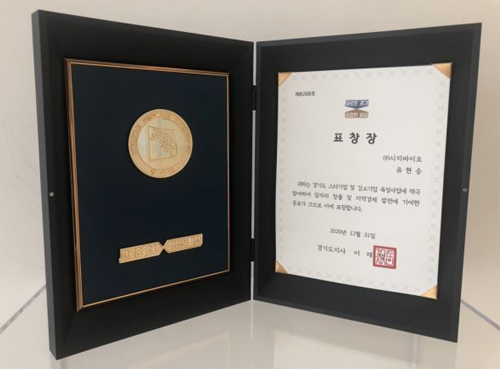 표 창 장
(주)시지바이오
유 현 승
귀하는 경기도 스타기업 및 강소기업 육성사업에 적극
참여하여 일자리 창출 및 지역경제 발전에 기여한
공로가 크므로 이에 표창합니다.
2020년 12월 31일
경기도지사 이 재